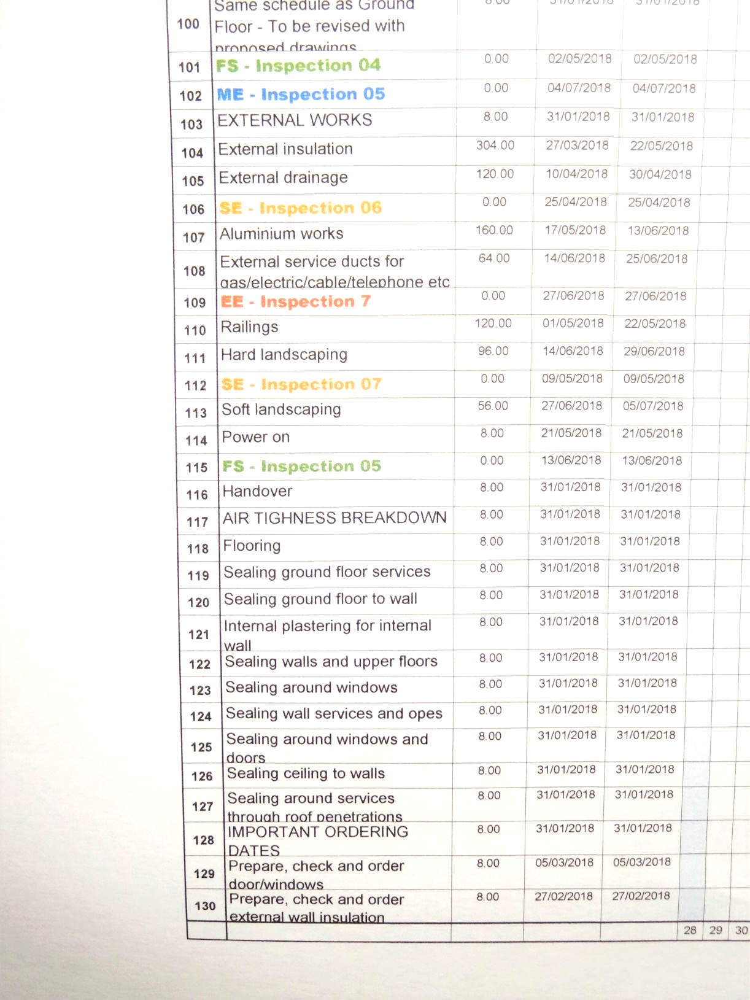 Same schedule as Ground
100 Floor - To be revised with 8.00 31/01/2018 31/01/2018
proposed drawings
101 FS - Inspection 04 0.00 02/05/2018 02/05/2018
102 ME - Inspection 05 0.00 04/07/2018 04/07/2018
103 EXTERNAL WORKS 8.00 31/01/2018 31/01/2018
104 External insulation 304.00 27/03/2018 22/05/2018
105 External drainage 120.00 10/04/2018 30/04/2018
106 SE - Inspection 06 0.00 25/04/2018 25/04/2018
107 Aluminium works 160.00 17/05/2018 13/06/2018
108 External service ducts for 64.00 14/06/2018 25/06/2018
gas/electric/cable/telephone etc
109 EE - Inspection 7 0.00 27/06/2018 27/06/2018
110 Railings 120.00 01/05/2018 22/05/2018
111 Hard landscaping 96.00 14/06/2018 29/06/2018
112 SE - Inspection 07 0.00 09/05/2018 09/05/2018
113 Soft landscaping 56.00 27/06/2018 05/07/2018
114 Power on 8.00 21/05/2018 21/05/2018
115 FS - Inspection 05 0.00 13/06/2018 13/06/2018
116 Handover 8.00 31/01/2018 31/01/2018
117 AIR TIGHNESS BREAKDOWN 8.00 31/01/2018 31/01/2018
118 Flooring 8.00 31/01/2018 31/01/2018
119 Sealing ground floor services 8.00 31/01/2018 31/01/2018
120 Sealing ground floor to wall 8.00 31/01/2018 31/01/2018
121 Internal plastering for internal 8.00 31/01/2018 31/01/2018
wall
122 Sealing walls and upper floors 8.00 31/01/2018 31/01/2018
123 Sealing around windows 8.00 31/01/2018 31/01/2018
124 Sealing wall services and opes 8.00 31/01/2018 31/01/2018
125 Sealing around windows and 8.00 31/01/2018 31/01/2018
doors
126 Sealing ceiling to walls 8.00 31/01/2018 31/01/2018
127 Sealing around services 8.00 31/01/2018 31/01/2018
through roof penetrations
128 IMPORTANT ORDERING 8.00 31/01/2018 31/01/2018
DATES
129 Prepare, check and order 8.00 05/03/2018 05/03/2018
door/windows
130 Prepare, check and order 8.00 27/02/2018 27/02/2018
external wall insulation
28 29 30